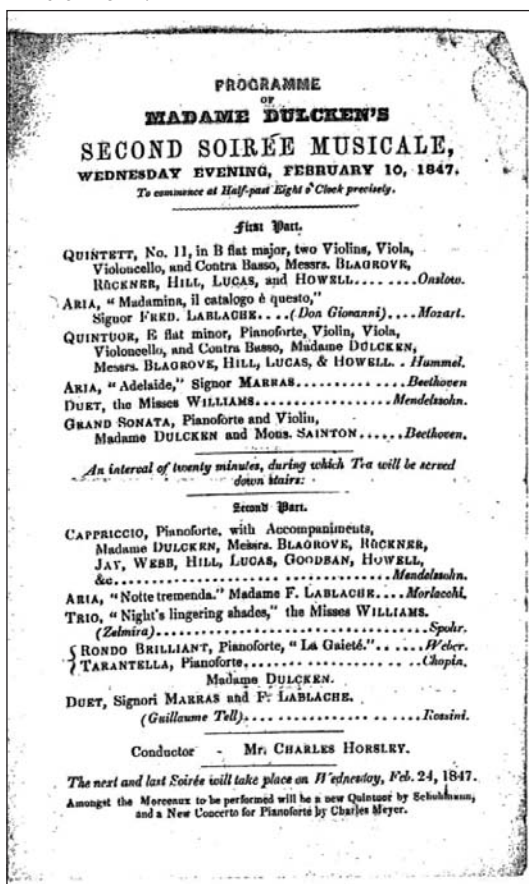 PROGRAMME
OF
MADAME DULCKEN'S
SECOND SOIRÉE MUSICALE,
WEDNESDAY EVENING, FEBRUARY 10, 1847.
To commence at Half-past Eight o'Clock precisely.
First Part.
QUINTETT, No. 11, in B flat major, two Violins, Viola,
Violoncello, and Contra Basso, Messrs. BLAGROVE,
RÜCKNER, HILL, LUCAS, and HOWELL........Onslow.
ARIA, "Madamina, il catalogo è questo,"
Signor FRED. LABLACHE....(Don Giovanni)....Mozart.
QUINTUOR, E flat minor, Pianoforte, Violin, Viola,
Violoncello, and Contra Basso, Madame DULCKEN,
Messrs. BLAGROVE, HILL, LUCAS, & HOWELL..Hummel.
ARIA, "Adelaide," Signor MARRAS.............Beethoven
DUET, the Misses WILLIAMS.................Mendelssohn.
GRAND SONATA, Pianoforte and Violin,
Madame DULCKEN and Mons. SAINTON......Beethoven.
An interval of twenty minutes, during which Tea will be served
down stairs.
Second Part.
CAPPRICCIO, Pianoforte, with Accompaniments,
Madame DULCKEN, Messrs. BLAGROVE, RÜCKNER,
JAY, WEBB, HILL, LUCAS, GOODBAN, HOWELL,
&c.................................Mendelssohn.
ARIA, "Notte tremenda." Madame F. LABLACHE....Morlacchi.
TRIO, "Night's lingering shades," the Misses WILLIAMS.
(Zelmira).................................Spohr.
RONDO BRILLIANT, Pianoforte, "La Gaieté."......Weber.
TARANTELLA, Pianoforte......................Chopin.
Madame DULCKEN.
DUET, Signori MARRAS and F. LABLACHE.
(Guillaume Tell)........................Rossini.
Conductor - Mr. CHARLES HORSLEY.
The next and last Soirée will take place on Wednesday, Feb. 24, 1847.
Amongst the Morceaux to be performed will be a new Quintuor by Schuhmann,
and a New Concerto for Pianoforte by Charles Meyer.